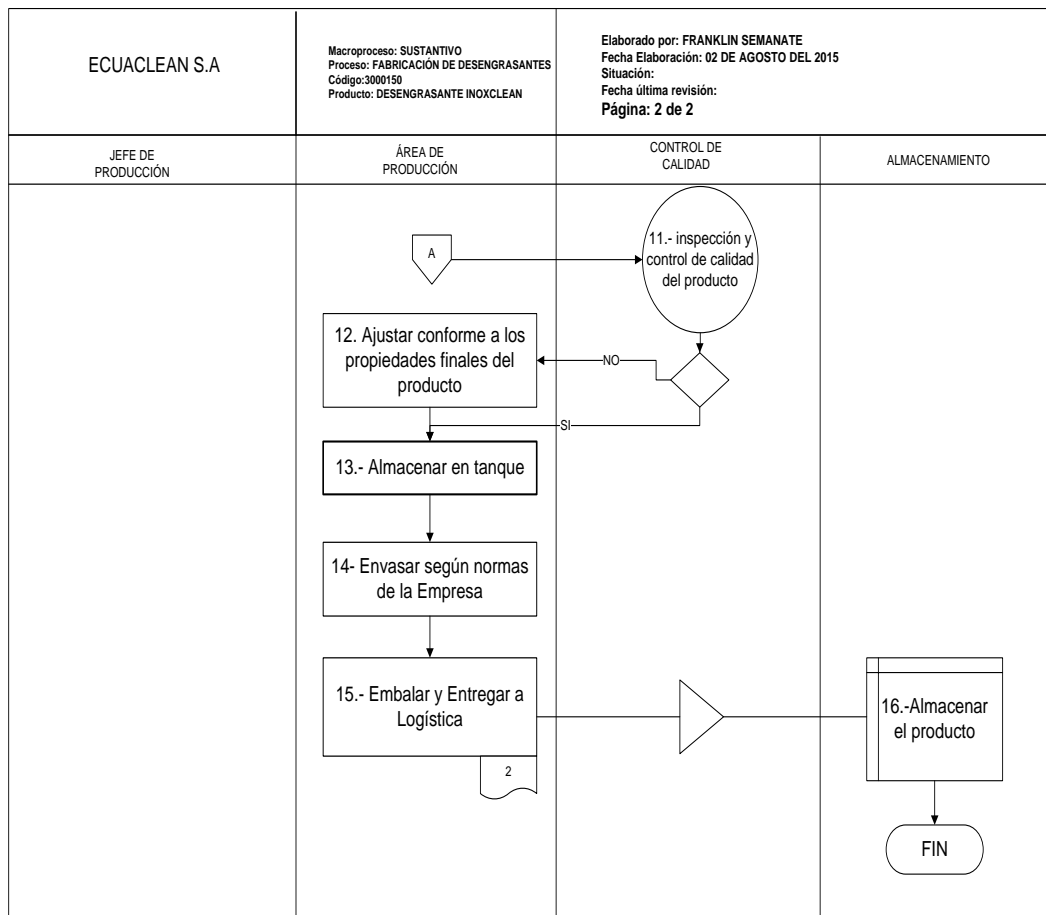 ECUACLEAN S.A
Macroproceso: SUSTANTIVO
Proceso: FABRICACIÓN DE DESENGRASANTES
Código:3000150
Producto: DESENGRASANTE INOXCLEAN
Elaborado por: FRANKLIN SEMANATE
Fecha Elaboración: 02 DE AGOSTO DEL 2015
Situación:
Fecha última revisión:
Página: 2 de 2
JEFE DE
PRODUCCIÓN
ÁREA DE
PRODUCCIÓN
CONTROL DE
CALIDAD
ALMACENAMIENTO
A
11.- inspección y
control de calidad
del producto
12. Ajustar conforme a los
propiedades finales del
producto
NO
SI
13.- Almacenar en tanque
14- Envasar según normas
de la Empresa
15.- Embalar y Entregar a
Logística
2
16.-Almacenar
el producto
FIN